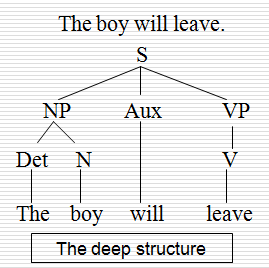 The boy will leave.
S
NP Aux VP
Det N V
The boy will leave
The deep structure